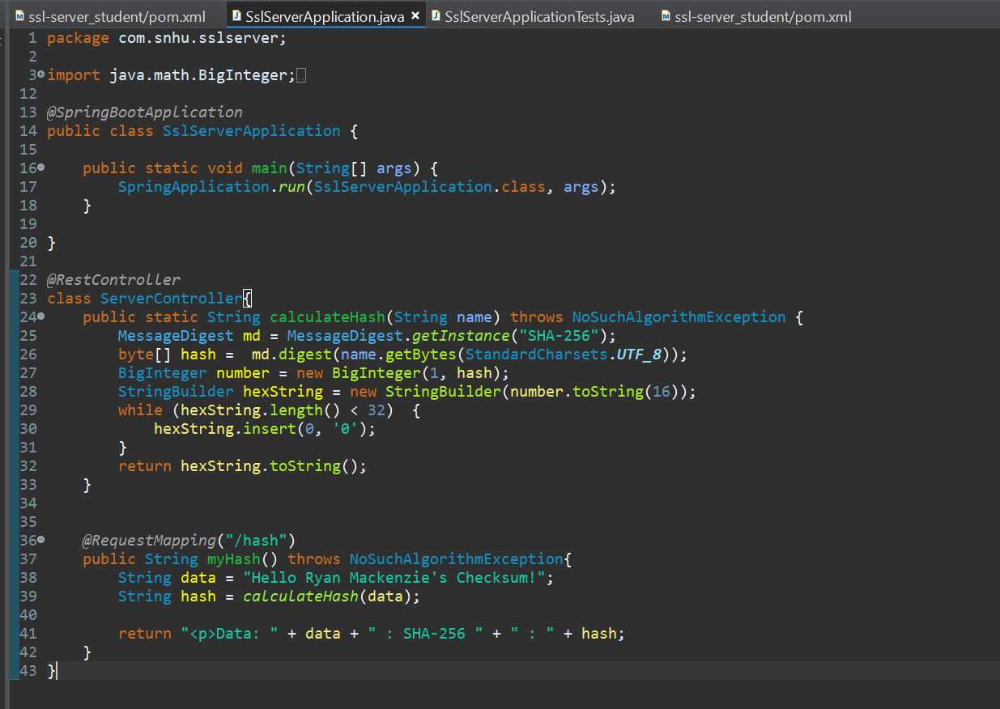 ssl-server_student/pom.xml SslServerApplication.java SslServerApplicationTests.java ssl-server_student/pom.xml
1 package com.snhu.sslserver;
2
3 import java.math.BigInteger;
12
13 @SpringBootApplication
14 public class SslServerApplication {
15
16     public static void main(String[] args) {
17         SpringApplication.run(SslServerApplication.class, args);
18     }
19
20 }
21
22 @RestController
23 class ServerController{
24     public static String calculateHash(String name) throws NoSuchAlgorithmException {
25         MessageDigest md = MessageDigest.getInstance("SHA-256");
26         byte[] hash =  md.digest(name.getBytes(StandardCharsets.UTF_8));
27         BigInteger number = new BigInteger(1, hash);
28         StringBuilder hexString = new StringBuilder(number.toString(16));
29         while (hexString.length() < 32)  {
30             hexString.insert(0, '0');
31         }
32         return hexString.toString();
33     }
34
35
36     @RequestMapping("/hash")
37     public String myHash() throws NoSuchAlgorithmException{
38         String data = "Hello Ryan Mackenzie's Checksum!";
39         String hash = calculateHash(data);
40
41         return "<p>Data: " + data + " : SHA-256 " + " : " + hash;
42     }
43 }